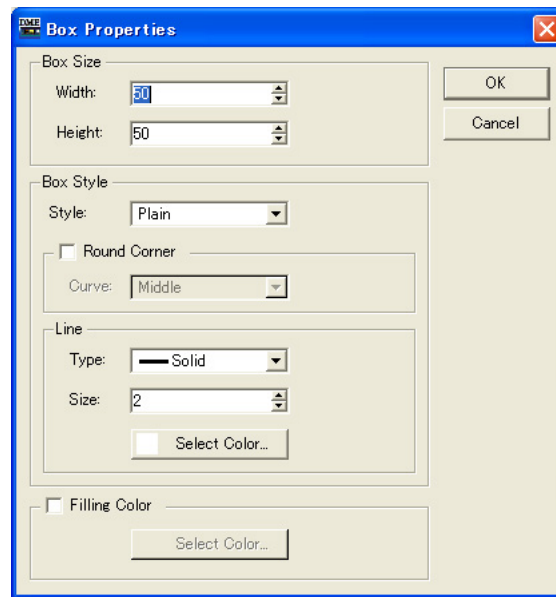 DME Box Properties
Box Size
Width: 50
OK
Height: 50
Cancel
Box Style
Style: Plain
Round Corner
Curve: Middle
Line
Type: Solid
Size: 2
Select Color...
Filling Color
Select Color...